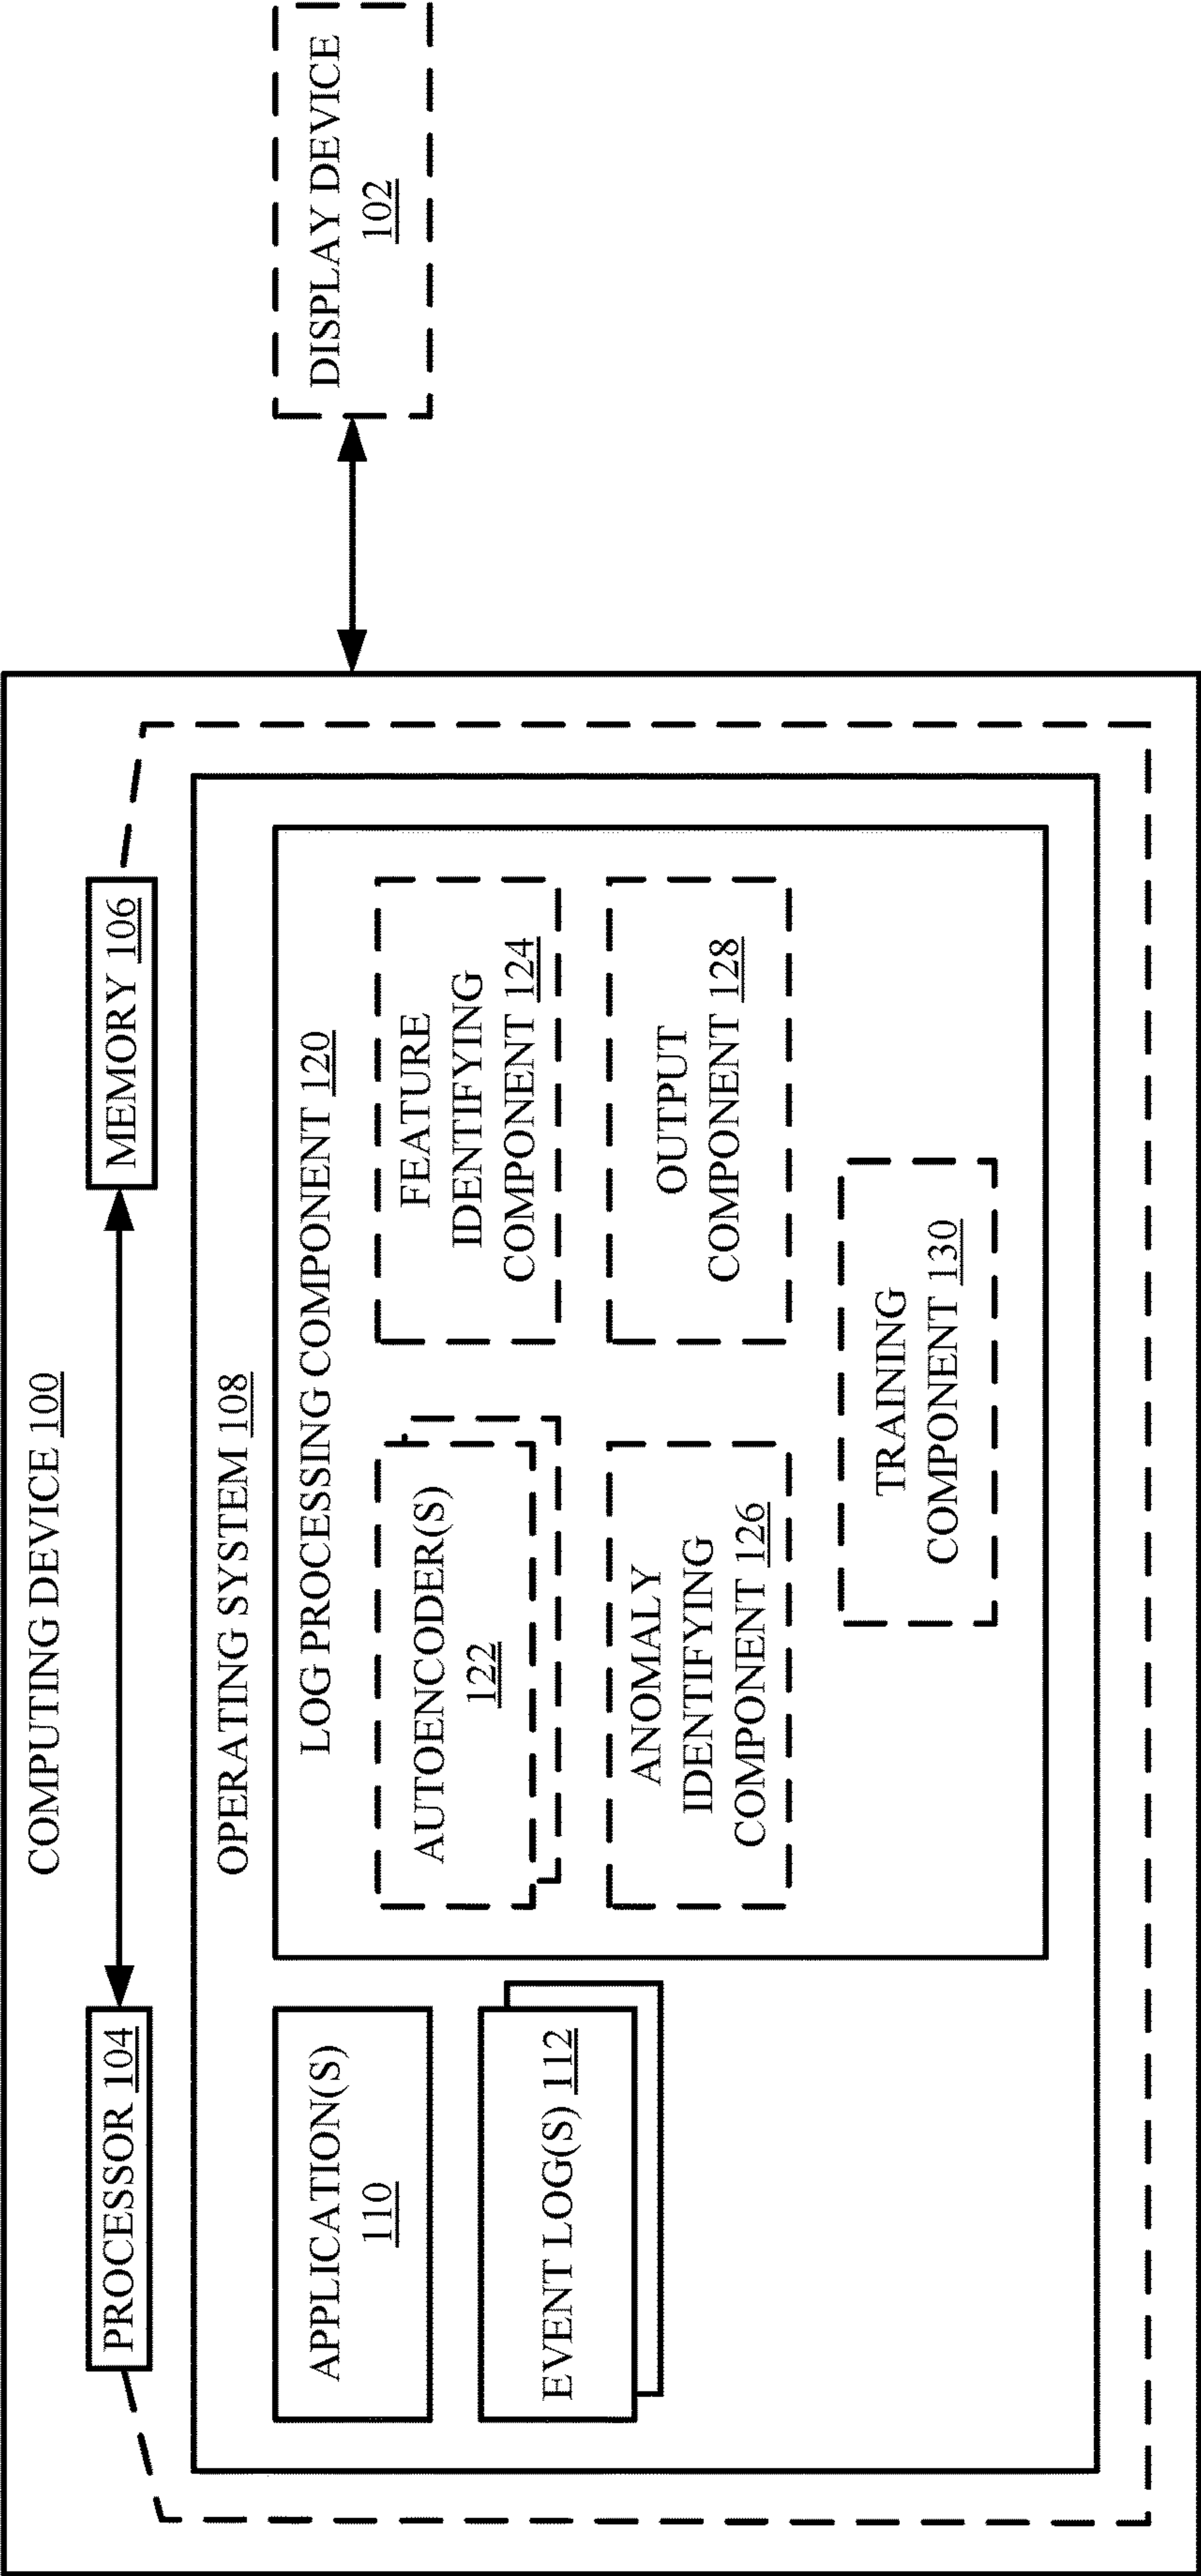 COMPUTING DEVICE 100
PROCESSOR 104
MEMORY 106
OPERATING SYSTEM 108
APPLICATION(S)
110
EVENT LOG(S) 112
LOG PROCESSING COMPONENT 120
AUTOENCODER(S)
122
FEATURE
IDENTIFYING
COMPONENT 124
ANOMALY
IDENTIFYING
COMPONENT 126
OUTPUT
COMPONENT 128
TRAINING
COMPONENT 130
DISPLAY DEVICE
102